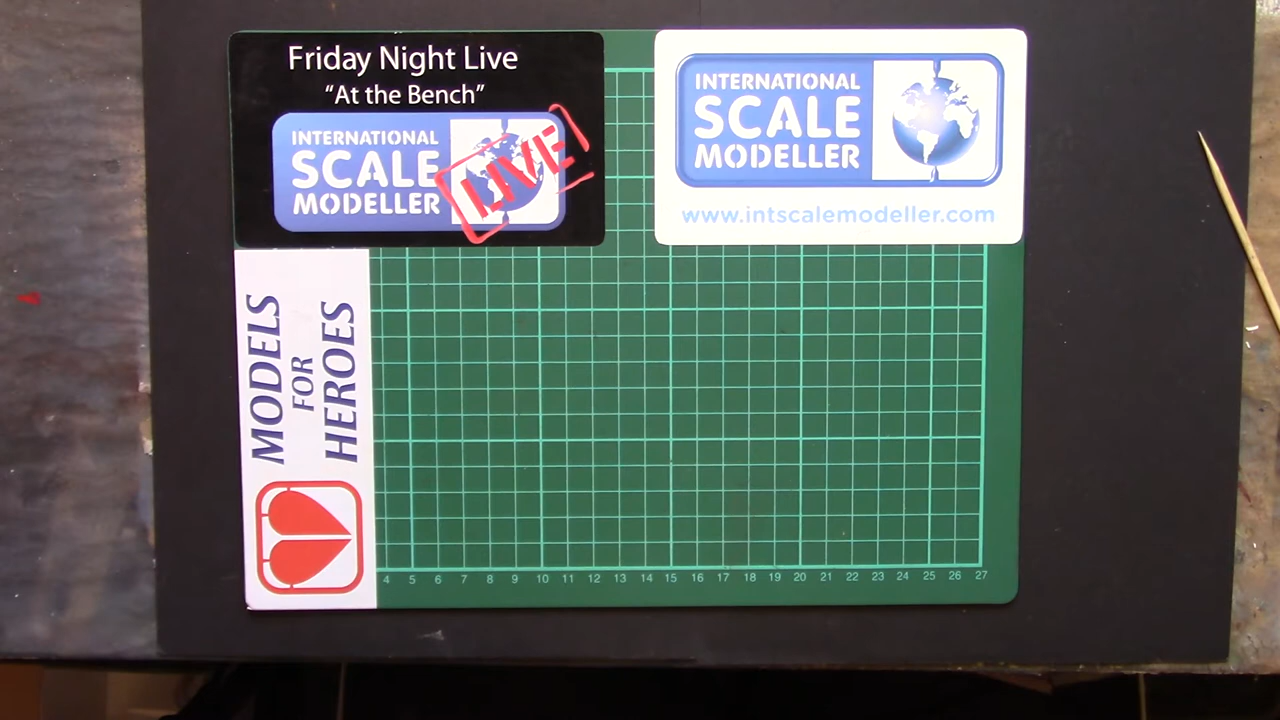 Friday Night Live
“At the Bench”
INTERNATIONAL
SCALE
MODELLER
LIVE
INTERNATIONAL
SCALE
MODELLER
www.intscalemodeller.com
MODELS
FOR
HEROES
4 5 6 7 8 9 10 11 12 13 14 15 16 17 18 19 20 21 22 23 24 25 26 27